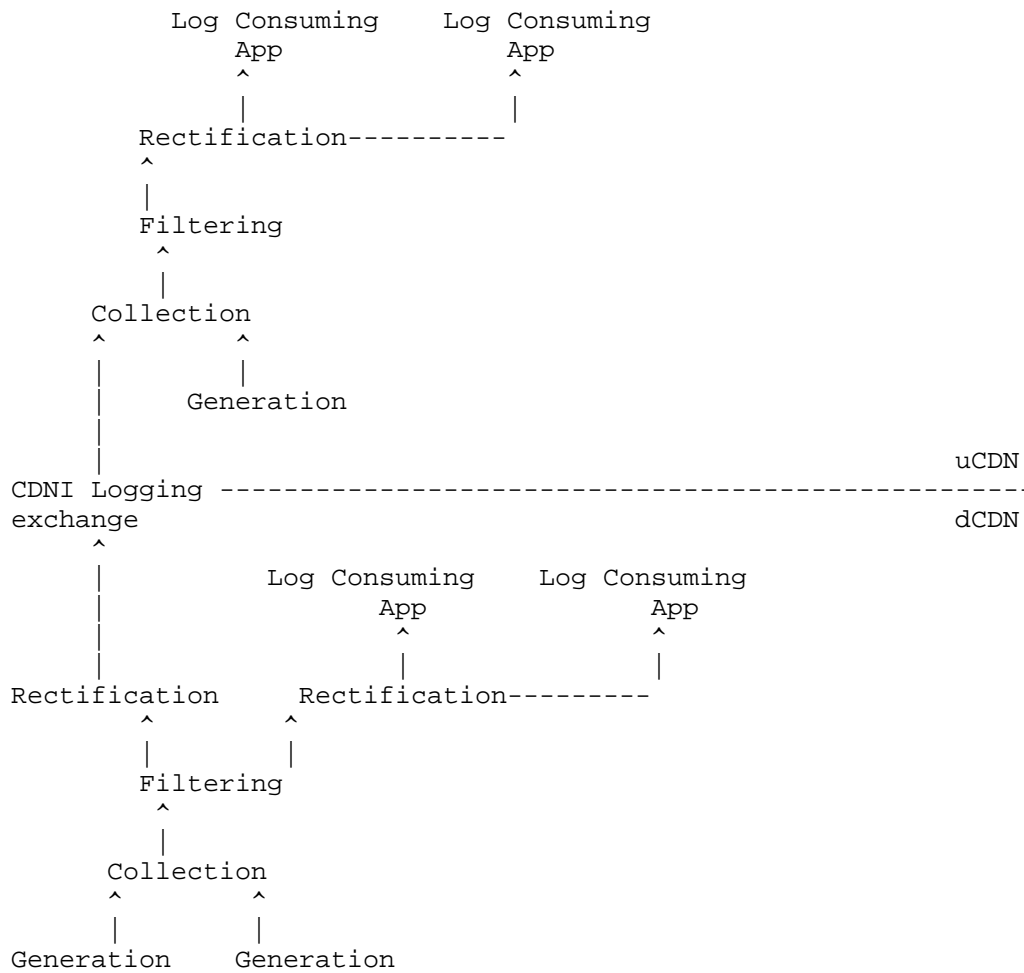 Log Consuming    Log Consuming
App              App
^                ^
|                |
Rectification----------
^
|
Filtering
^
|
Collection
^        ^
|        |
|     Generation
|
|                                                     uCDN
CDNI Logging ---------------------------------------------------
exchange                                              dCDN
^
|          Log Consuming    Log Consuming
|                 App              App
|                  ^               ^
|                  |               |
Rectification     Rectification---------
^        ^
|        |
Filtering
^
|
Collection
^        ^
|        |
Generation    Generation